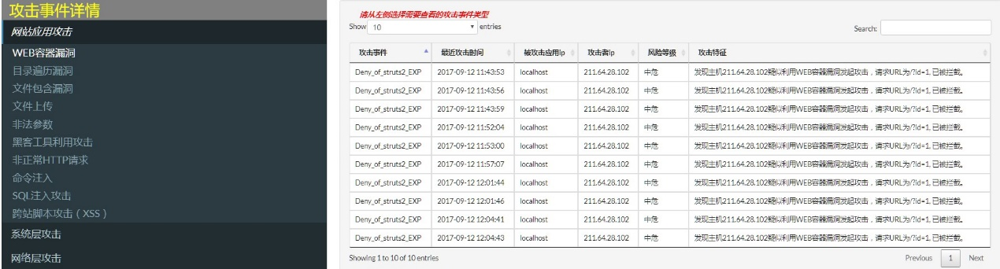 攻击事件详情
网站应用攻击
WEB容器漏洞
目录遍历漏洞
文件包含漏洞
文件上传
非法参数
黑客工具利用攻击
非正常HTTP请求
命令注入
SQL注入攻击
跨站脚本攻击（XSS）
系统层攻击
网络层攻击
请从左侧选择需要查看的攻击事件类型
Show 10 entries Search:
攻击事件 最近攻击时间 被攻击应用ip 攻击者ip 风险等级 攻击特征
Deny_of_struts2_EXP 2017-09-12 11:43:53 localhost 211.64.28.102 中危 发现主机211.64.28.102疑似利用WEB容器漏洞发起攻击，请求URL为/?id=1, 已被拦截。
Deny_of_struts2_EXP 2017-09-12 11:43:56 localhost 211.64.28.102 中危 发现主机211.64.28.102疑似利用WEB容器漏洞发起攻击，请求URL为/?id=1, 已被拦截。
Deny_of_struts2_EXP 2017-09-12 11:43:59 localhost 211.64.28.102 中危 发现主机211.64.28.102疑似利用WEB容器漏洞发起攻击，请求URL为/?id=1, 已被拦截。
Deny_of_struts2_EXP 2017-09-12 11:52:04 localhost 211.64.28.102 中危 发现主机211.64.28.102疑似利用WEB容器漏洞发起攻击，请求URL为/?id=1, 已被拦截。
Deny_of_struts2_EXP 2017-09-12 11:53:00 localhost 211.64.28.102 中危 发现主机211.64.28.102疑似利用WEB容器漏洞发起攻击，请求URL为/?id=1, 已被拦截。
Deny_of_struts2_EXP 2017-09-12 11:57:07 localhost 211.64.28.102 中危 发现主机211.64.28.102疑似利用WEB容器漏洞发起攻击，请求URL为/?id=1, 已被拦截。
Deny_of_struts2_EXP 2017-09-12 12:01:44 localhost 211.64.28.102 中危 发现主机211.64.28.102疑似利用WEB容器漏洞发起攻击，请求URL为/?id=1, 已被拦截。
Deny_of_struts2_EXP 2017-09-12 12:01:46 localhost 211.64.28.102 中危 发现主机211.64.28.102疑似利用WEB容器漏洞发起攻击，请求URL为/?id=1, 已被拦截。
Deny_of_struts2_EXP 2017-09-12 12:04:41 localhost 211.64.28.102 中危 发现主机211.64.28.102疑似利用WEB容器漏洞发起攻击，请求URL为/?id=1, 已被拦截。
Deny_of_struts2_EXP 2017-09-12 12:04:43 localhost 211.64.28.102 中危 发现主机211.64.28.102疑似利用WEB容器漏洞发起攻击，请求URL为/?id=1, 已被拦截。
Showing 1 to 10 of 10 entries Previous 1 Next